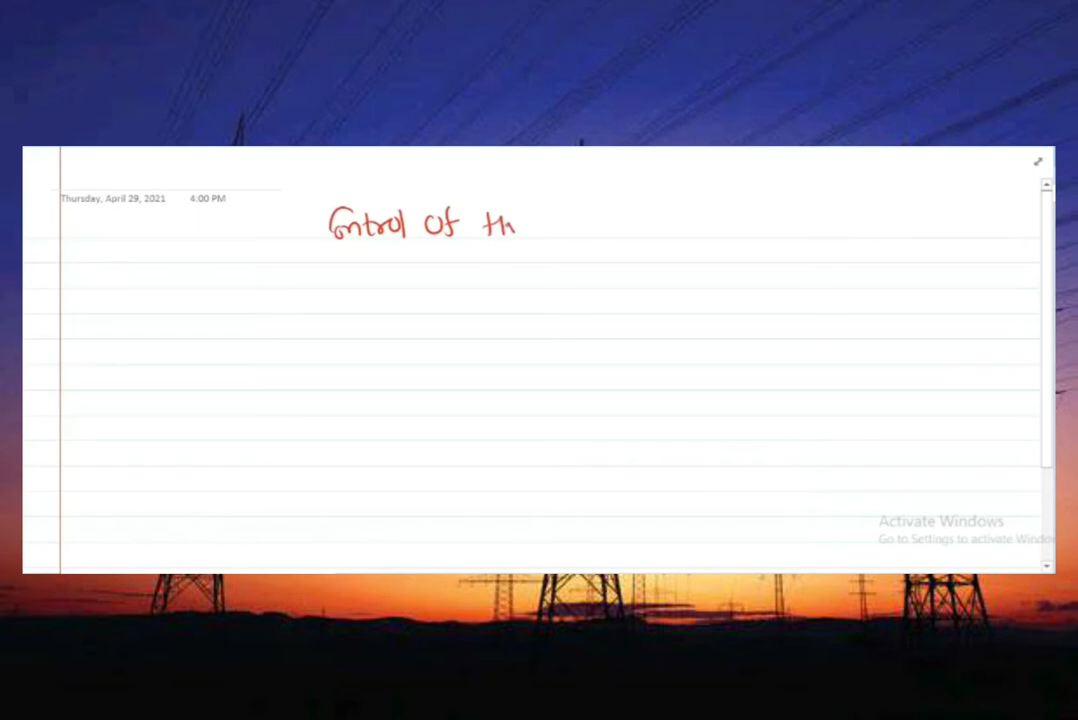 Thursday, April 29, 2021 4:00 PM
Control of th
Activate Windows
Go to Settings to activate Windo